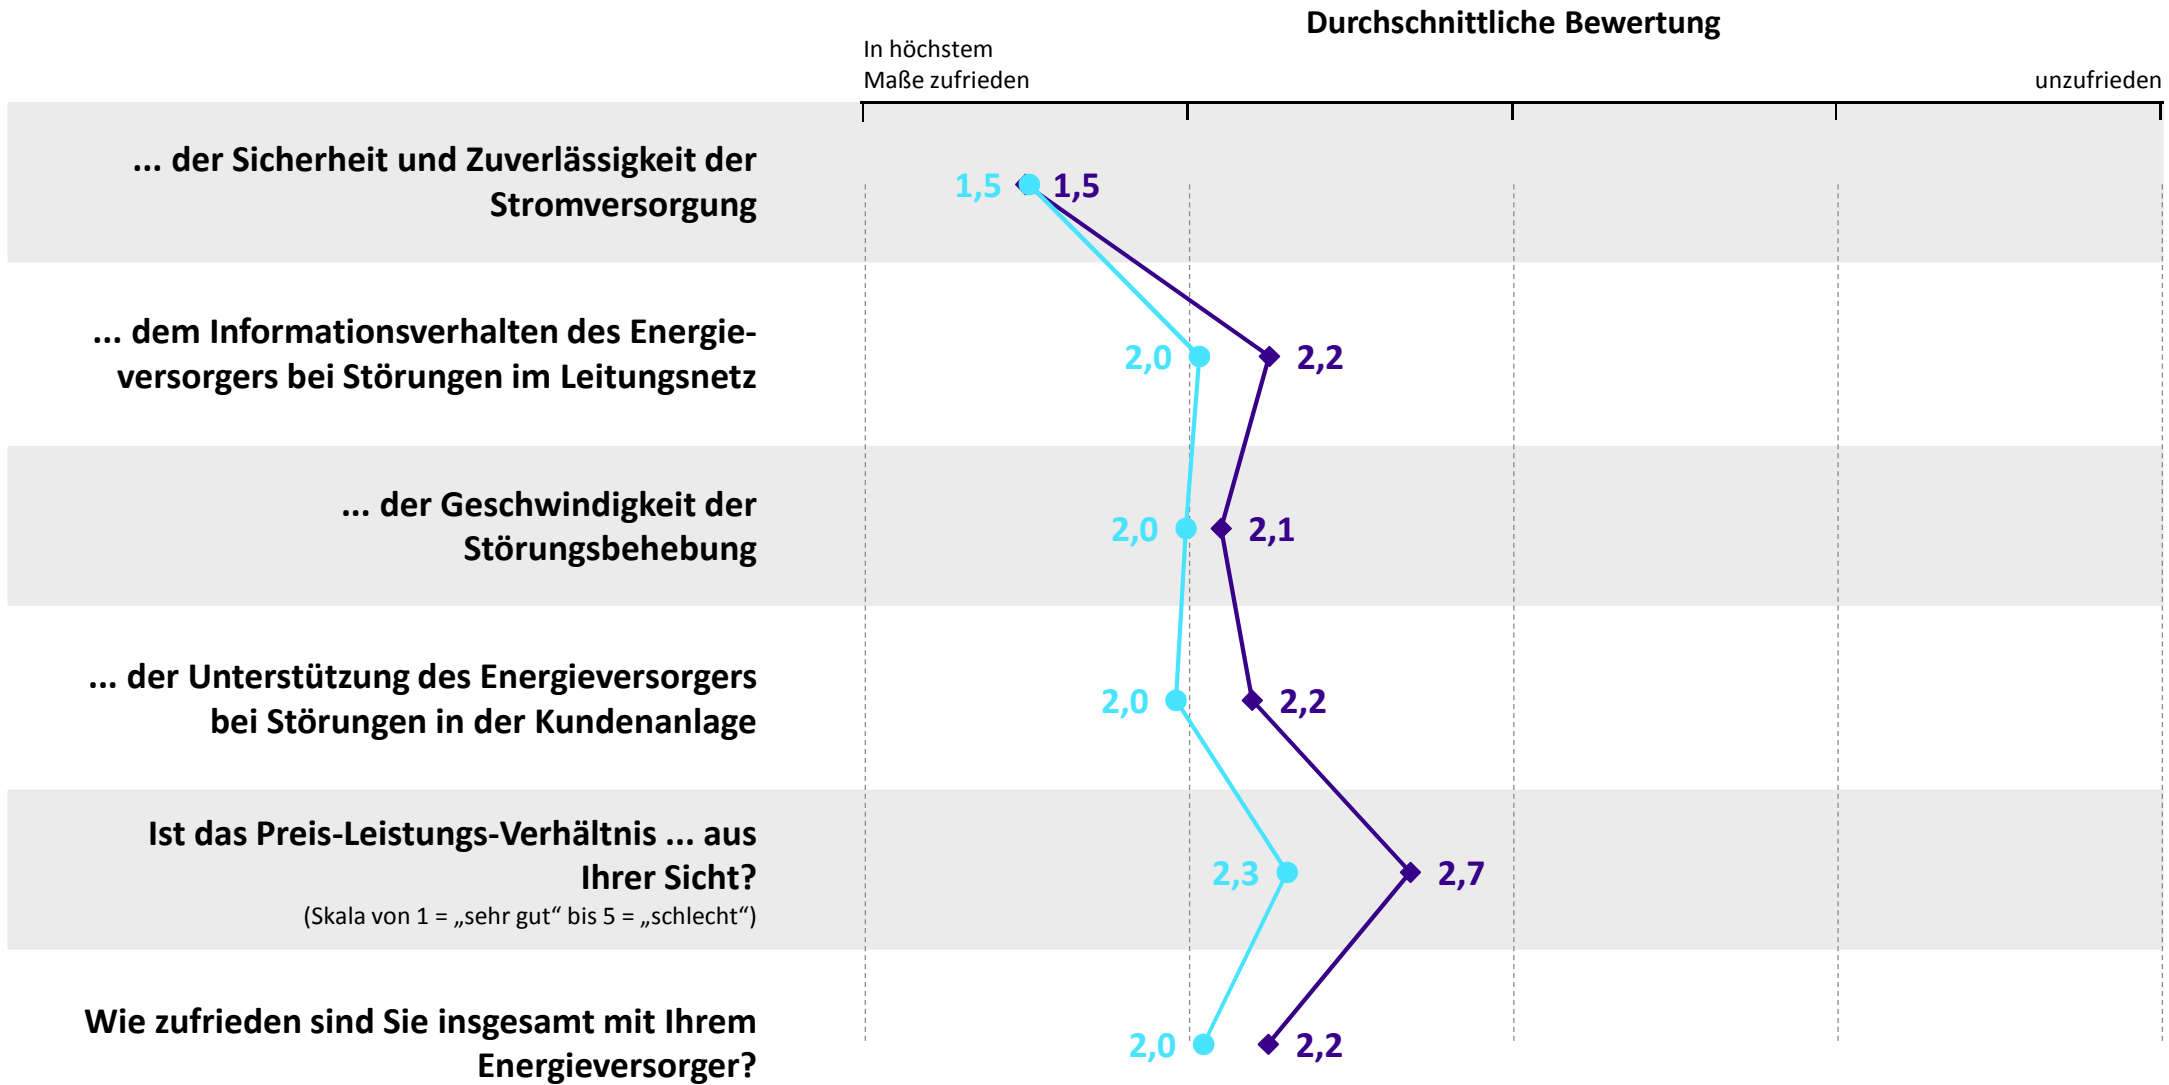 Durchschnittliche Bewertung
In höchstem
Maße zufrieden
unzufrieden
... der Sicherheit und Zuverlässigkeit der
Stromversorgung
1,5 1,5
... dem Informationsverhalten des Energie-
versorgers bei Störungen im Leitungsnetz
2,0 2,2
... der Geschwindigkeit der
Störungsbehebung
2,0 2,1
... der Unterstützung des Energieversorgers
bei Störungen in der Kundenanlage
2,0 2,2
Ist das Preis-Leistungs-Verhältnis ... aus
Ihrer Sicht?
(Skala von 1 = „sehr gut“ bis 5 = „schlecht“)
2,3 2,7
Wie zufrieden sind Sie insgesamt mit Ihrem
Energieversorger?
2,0 2,2